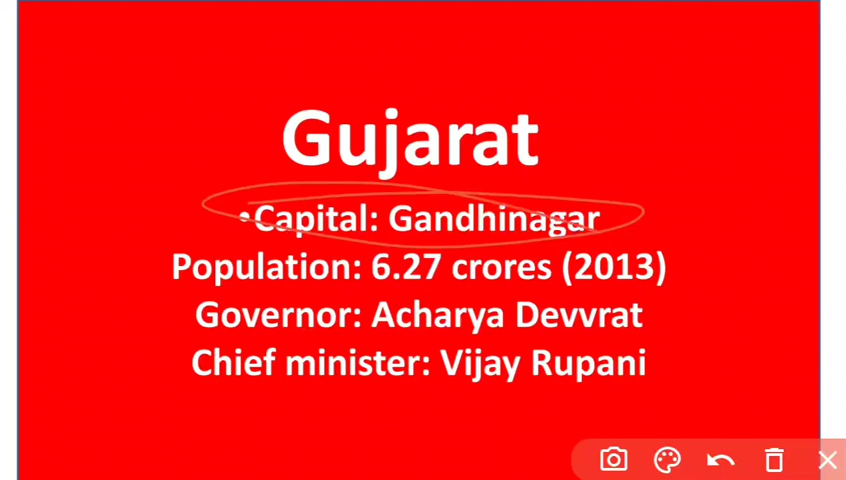 Gujarat
•Capital: Gandhinagar
Population: 6.27 crores (2013)
Governor: Acharya Devvrat
Chief minister: Vijay Rupani